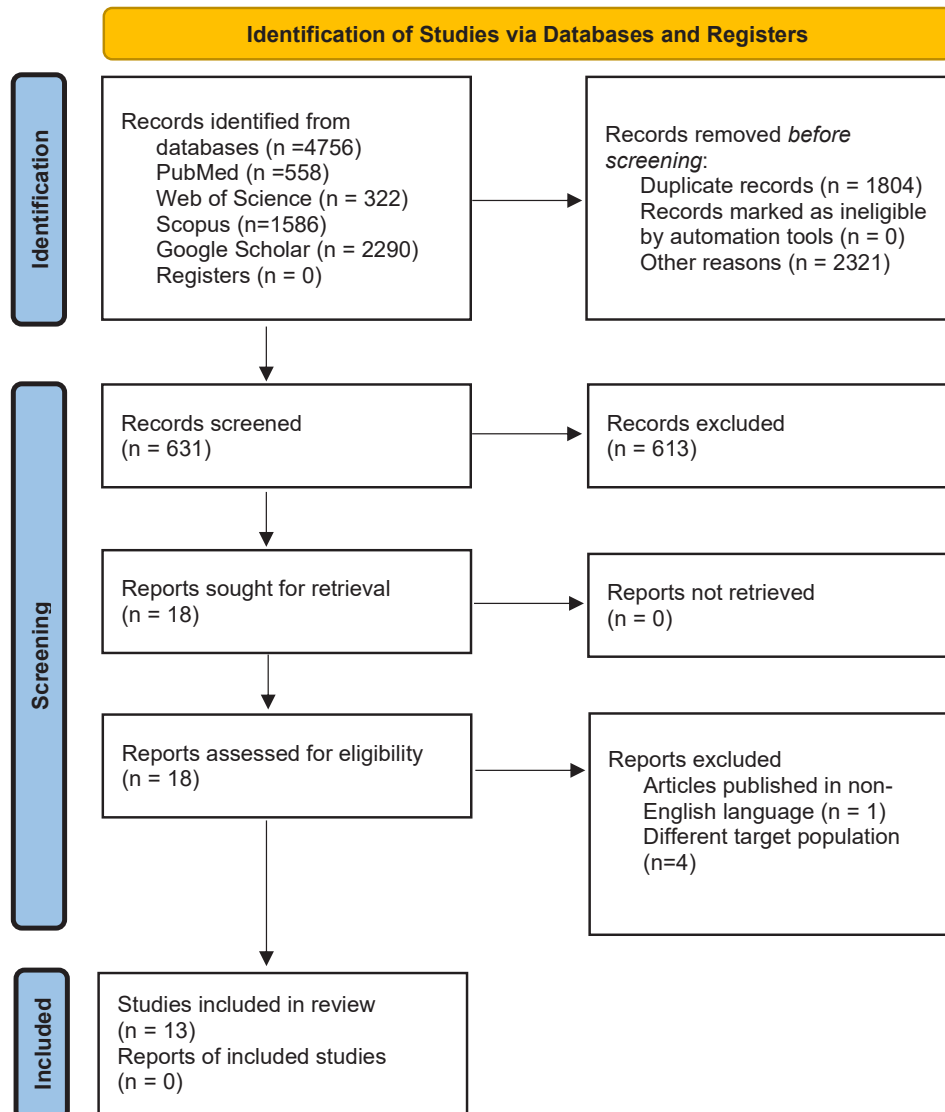 Identification of Studies via Databases and Registers
Identification
Records identified from
databases (n =4756)
PubMed (n =558)
Web of Science (n = 322)
Scopus (n=1586)
Google Scholar (n = 2290)
Registers (n = 0)
Records removed before
screening:
Duplicate records (n = 1804)
Records marked as ineligible
by automation tools (n = 0)
Other reasons (n = 2321)
Screening
Records screened
(n = 631)
Records excluded
(n = 613)
Reports sought for retrieval
(n = 18)
Reports not retrieved
(n = 0)
Reports assessed for eligibility
(n = 18)
Reports excluded
Articles published in non-
English language (n = 1)
Different target population
(n=4)
Included
Studies included in review
(n = 13)
Reports of included studies
(n = 0)